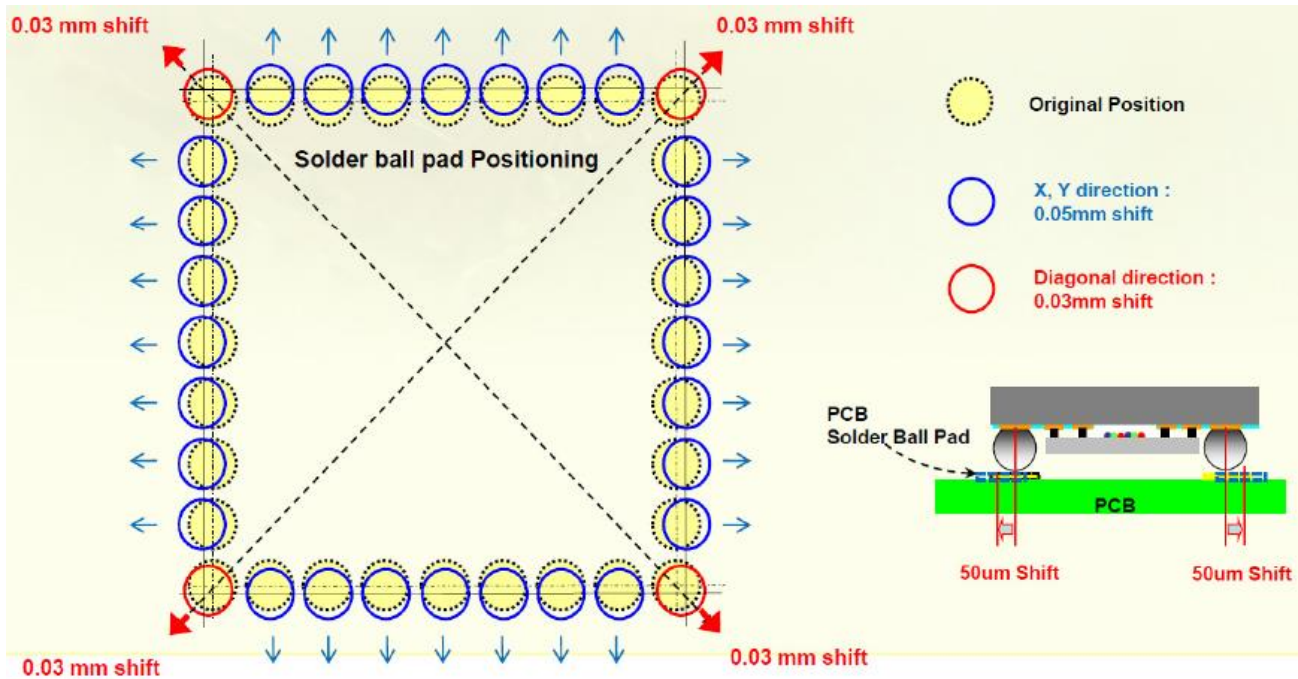 0.03 mm shift
0.03 mm shift
Solder ball pad Positioning
Original Position
X, Y direction :
0.05mm shift
Diagonal direction :
0.03mm shift
PCB
Solder Ball Pad
PCB
50um Shift
50um Shift
0.03 mm shift
0.03 mm shift